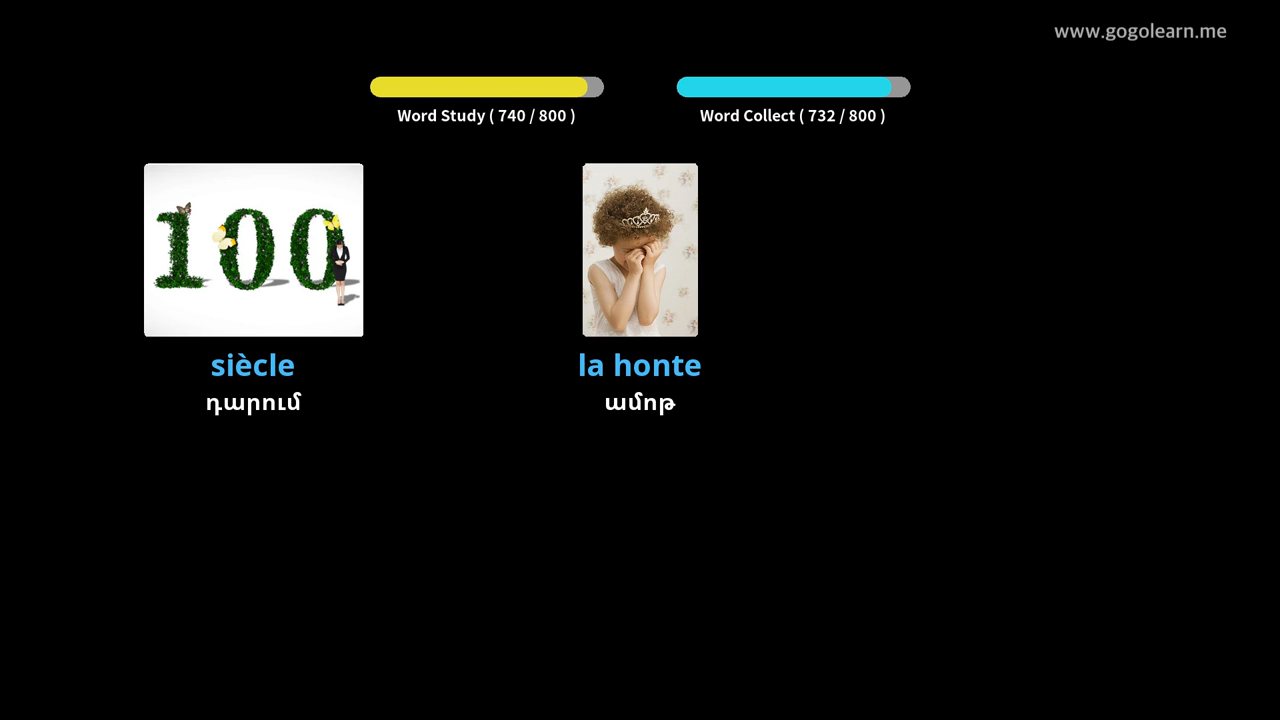 www.gogolearn.me
Word Study ( 740 / 800 )
Word Collect ( 732 / 800 )
100
siècle
դարում
la honte
ամոթ